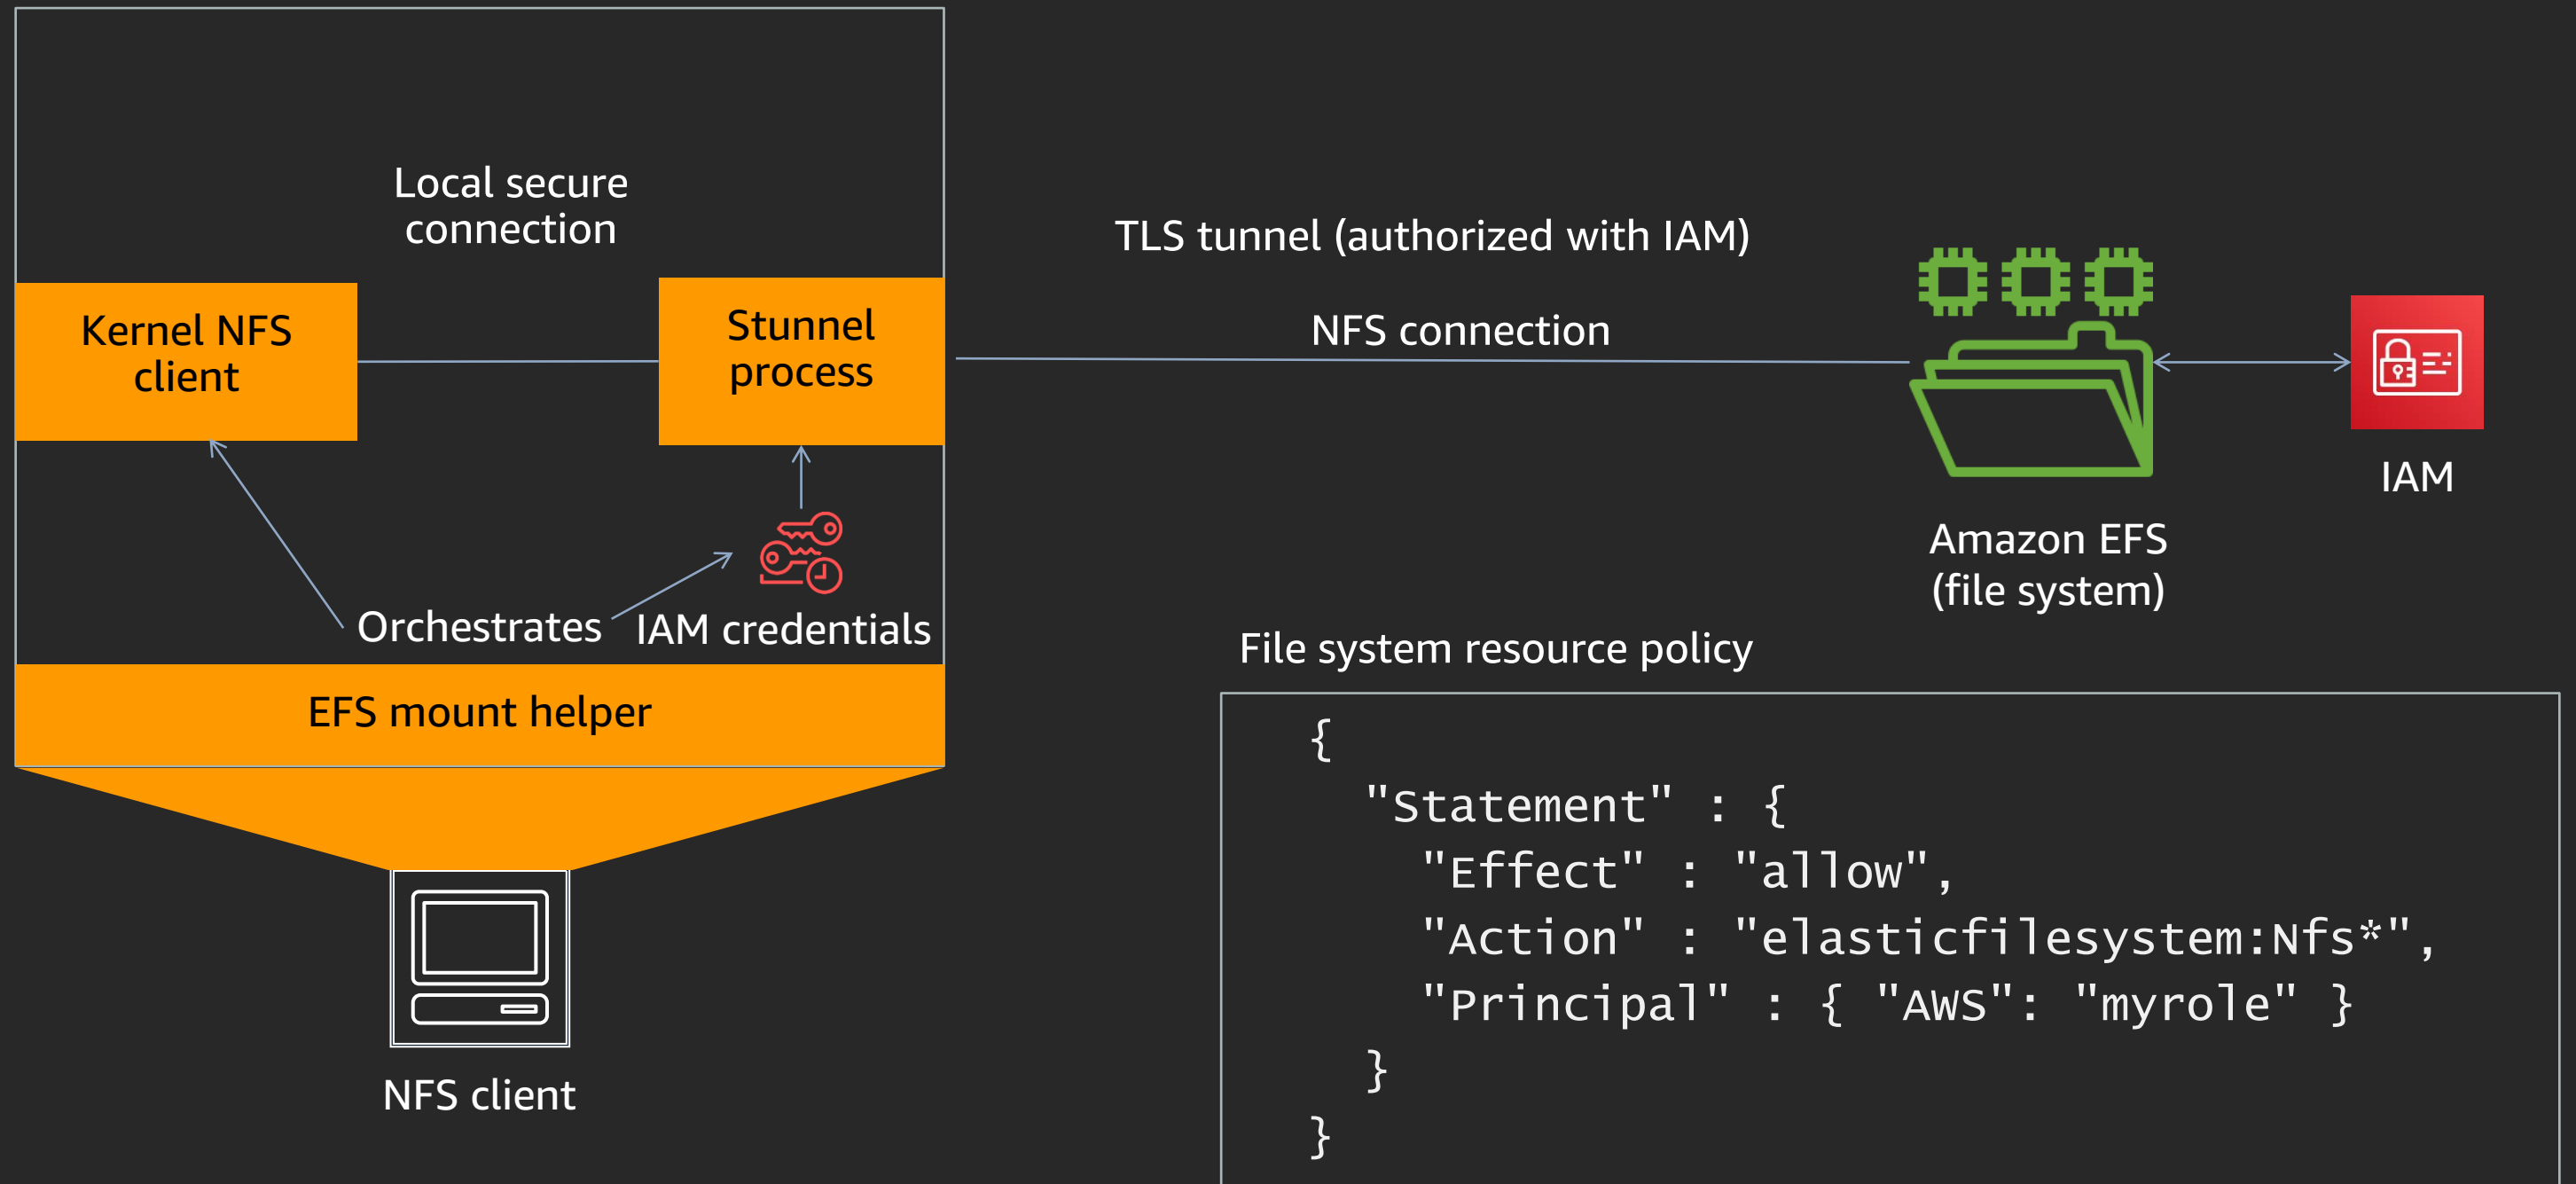 Local secure
connection
Kernel NFS
client
Stunnel
process
Orchestrates
IAM credentials
EFS mount helper
NFS client
TLS tunnel (authorized with IAM)
NFS connection
Amazon EFS
(file system)
IAM
File system resource policy
{
"Statement" : {
"Effect" : "allow",
"Action" : "elasticfilesystem:Nfs*",
"Principal" : { "AWS": "myrole" }
}
}